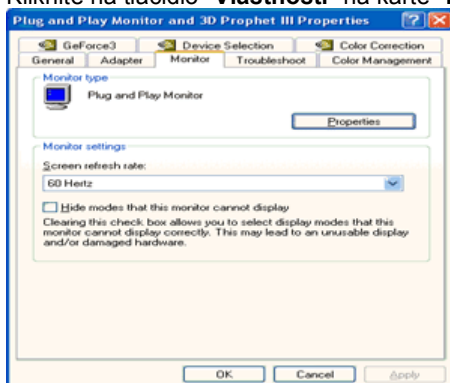 Kliknite na tlačidlo "Vlastnosti" na karte "
Plug and Play Monitor and 3D Prophet III Properties
GeForce3 Device Selection Color Correction
General Adapter Monitor Troubleshoot Color Management
Monitor type
Plug and Play Monitor
Properties
Monitor settings
Screen refresh rate:
60 Hertz
Hide modes that this monitor cannot display
Clearing this check box allows you to select display modes that this
monitor cannot display correctly. This may lead to an unusable display
and/or damaged hardware.
OK Cancel Apply